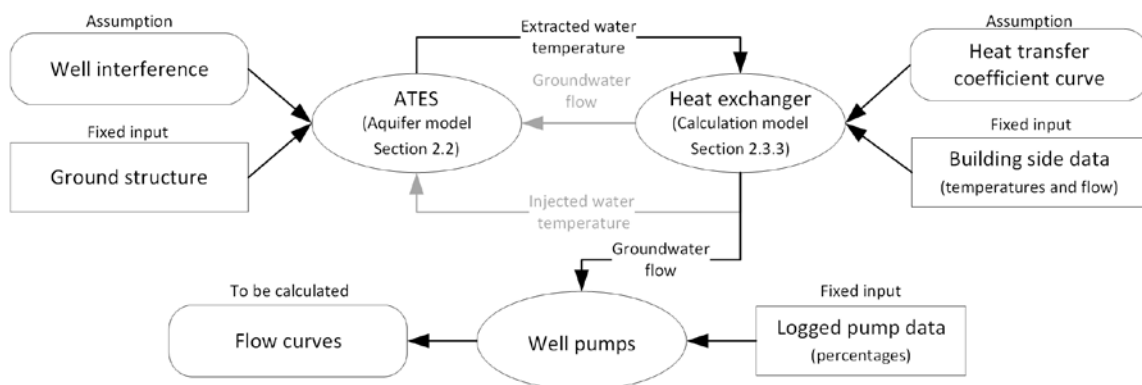 Assumption
Well interference
Fixed input
Ground structure
Extracted water
temperature
Groundwater
flow
ATES
(Aquifer model
Section 2.2)
Heat exchanger
(Calculation model
Section 2.3.3)
Assumption
Heat transfer
coefficient curve
Fixed input
Building side data
(temperatures and flow)
Injected water
temperature
Groundwater
flow
To be calculated
Flow curves
Well pumps
Fixed input
Logged pump data
(percentages)